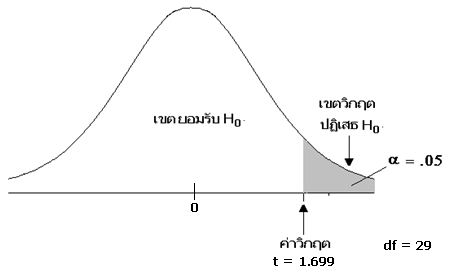 เขตยอมรับ H0
เขตวิกฤต
ปฏิเสธ H0
α = .05
0
ค่าวิกฤต
t = 1.699
df = 29